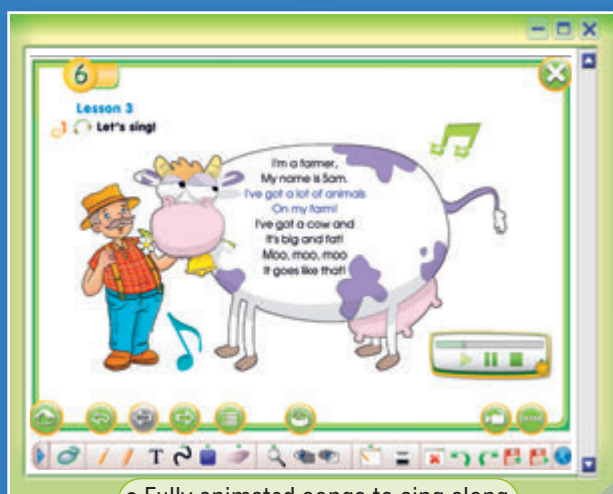 6
Lesson 3
1 Let's sing!
I'm a farmer,
My name is Sam.
I've got a lot of animals
On my farm!
I've got a cow and
It's big and fat!
Moo, moo, moo
It goes like that!
T
• Fully animated songs to sing along